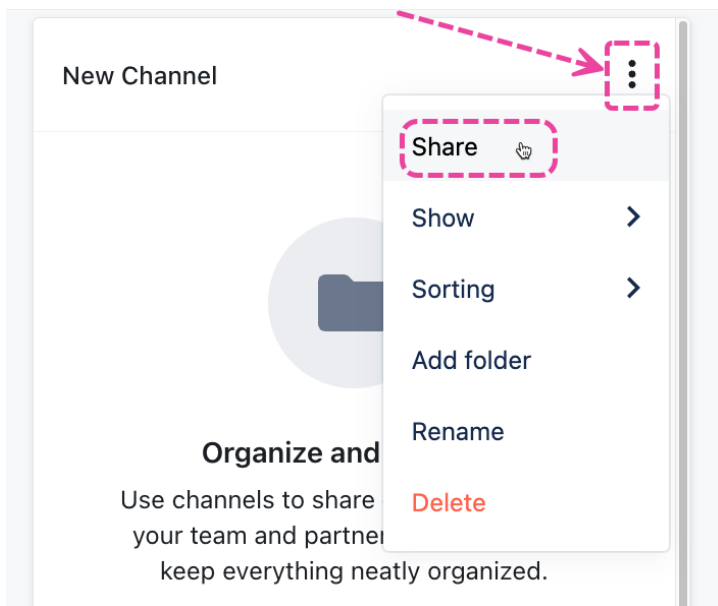 New Channel
Share
Show
Sorting
Add folder
Rename
Delete
Organize and
Use channels to share
your team and partner
keep everything neatly organized.